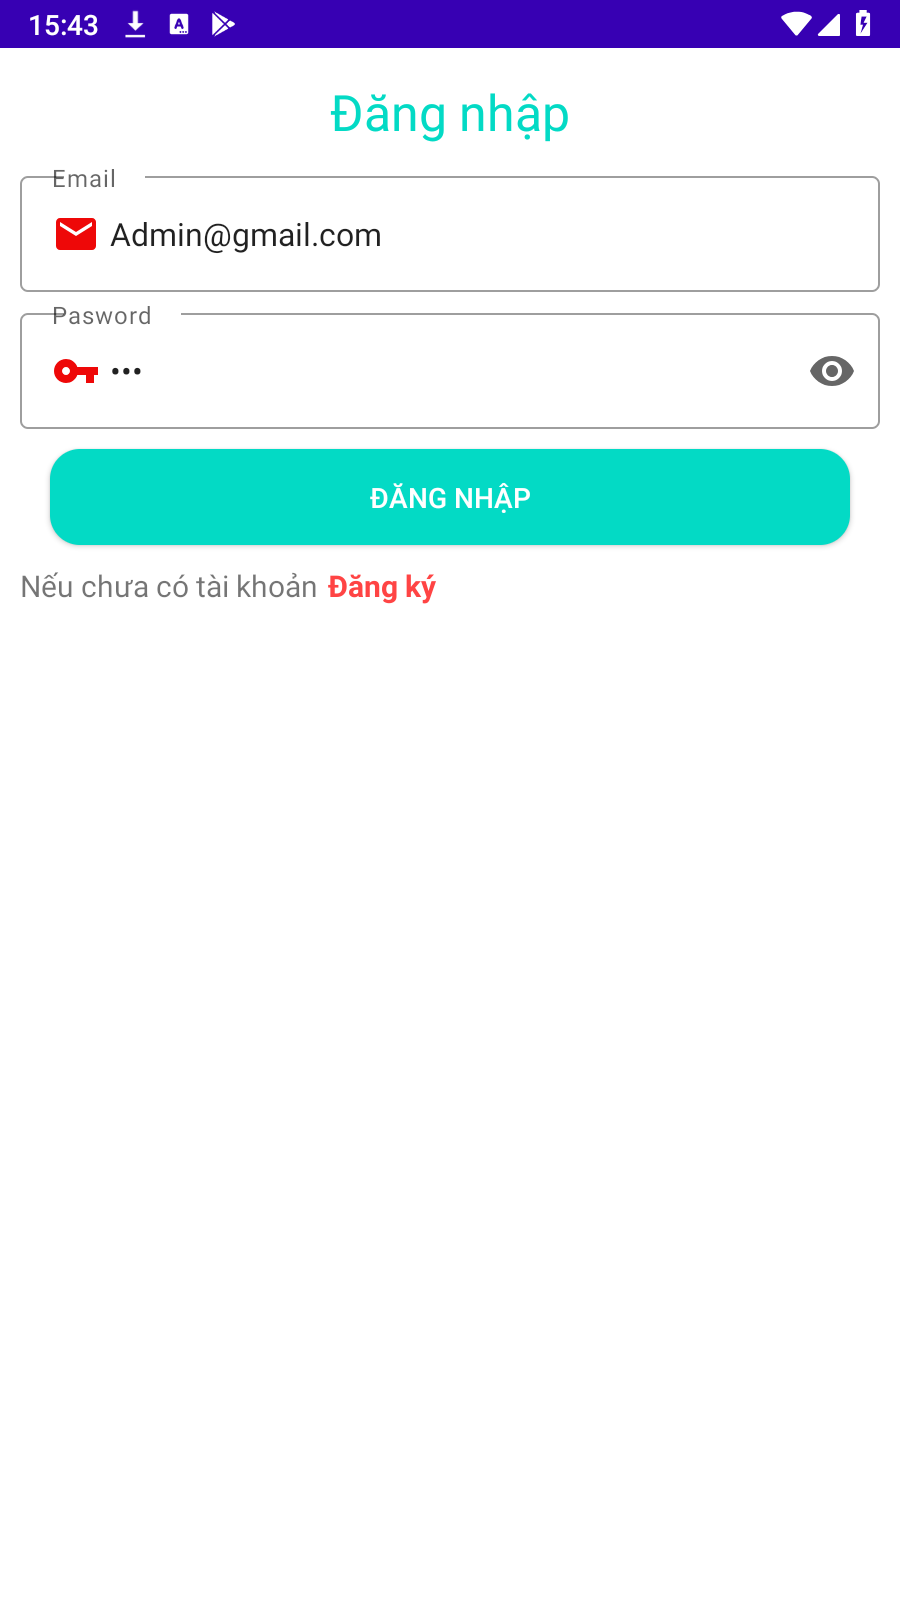 15:43
Đăng nhập
Email
Admin@gmail.com
Pasword
•••
ĐĂNG NHẬP
Nếu chưa có tài khoản Đăng ký